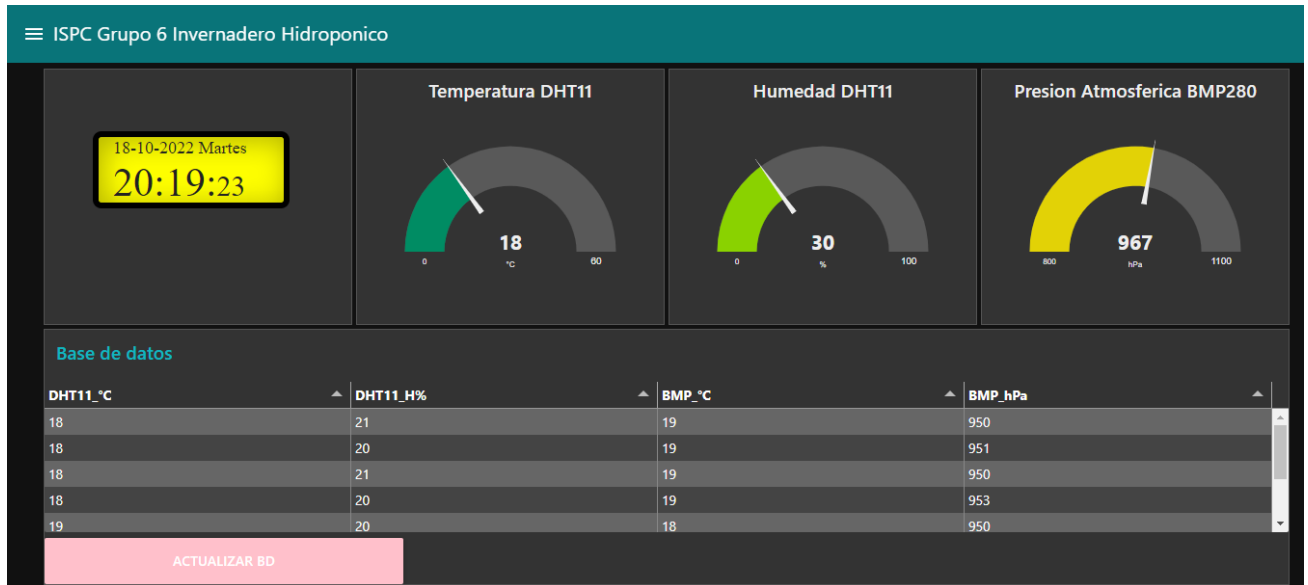 ISPC Grupo 6 Invernadero Hidroponico
18-10-2022 Martes
20:19:23
Temperatura DHT11
18
0 °C 60
Humedad DHT11
30
0 % 100
Presion Atmosferica BMP280
967
800 hPa 1100
Base de datos
DHT11_°C DHT11_H% BMP_°C BMP_hPa
18 21 19 950
18 20 19 951
18 21 19 950
18 20 19 953
19 20 18 950
ACTUALIZAR BD